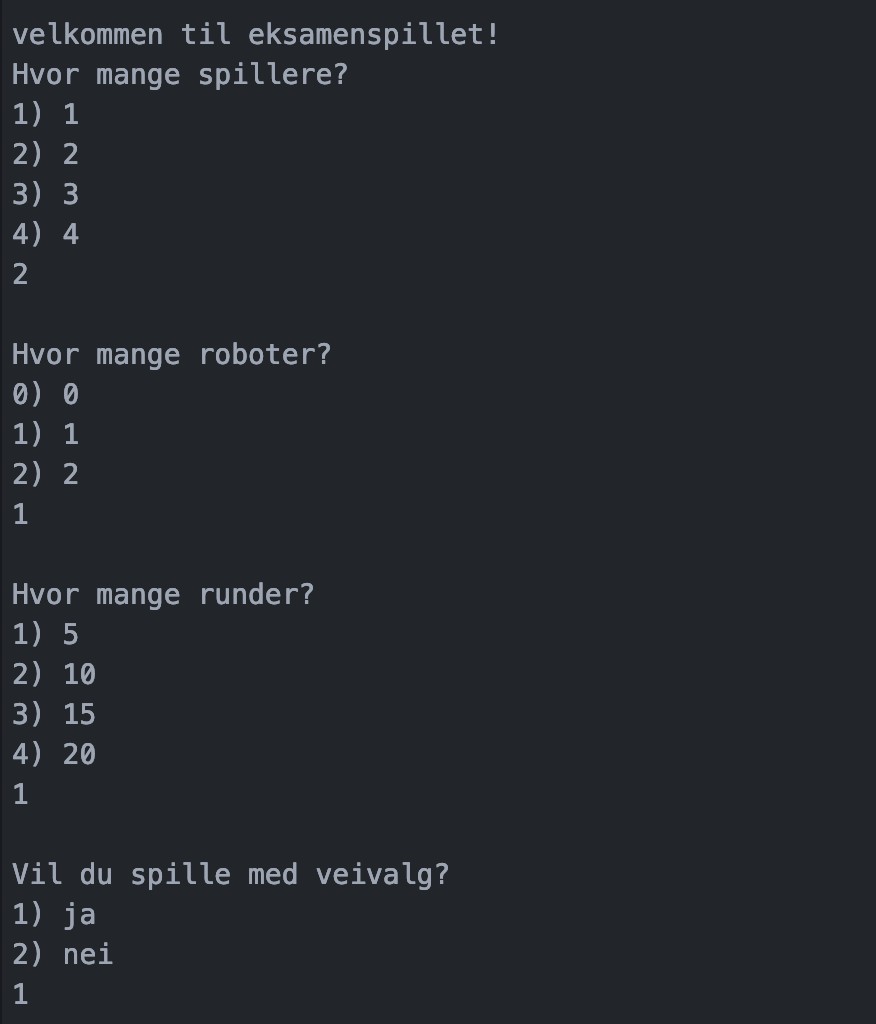 velkommen til eksamenspillet!
Hvor mange spillere?
1) 1
2) 2
3) 3
4) 4
2
Hvor mange roboter?
0) 0
1) 1
2) 2
1
Hvor mange runder?
1) 5
2) 10
3) 15
4) 20
1
Vil du spille med veivalg?
1) ja
2) nei
1